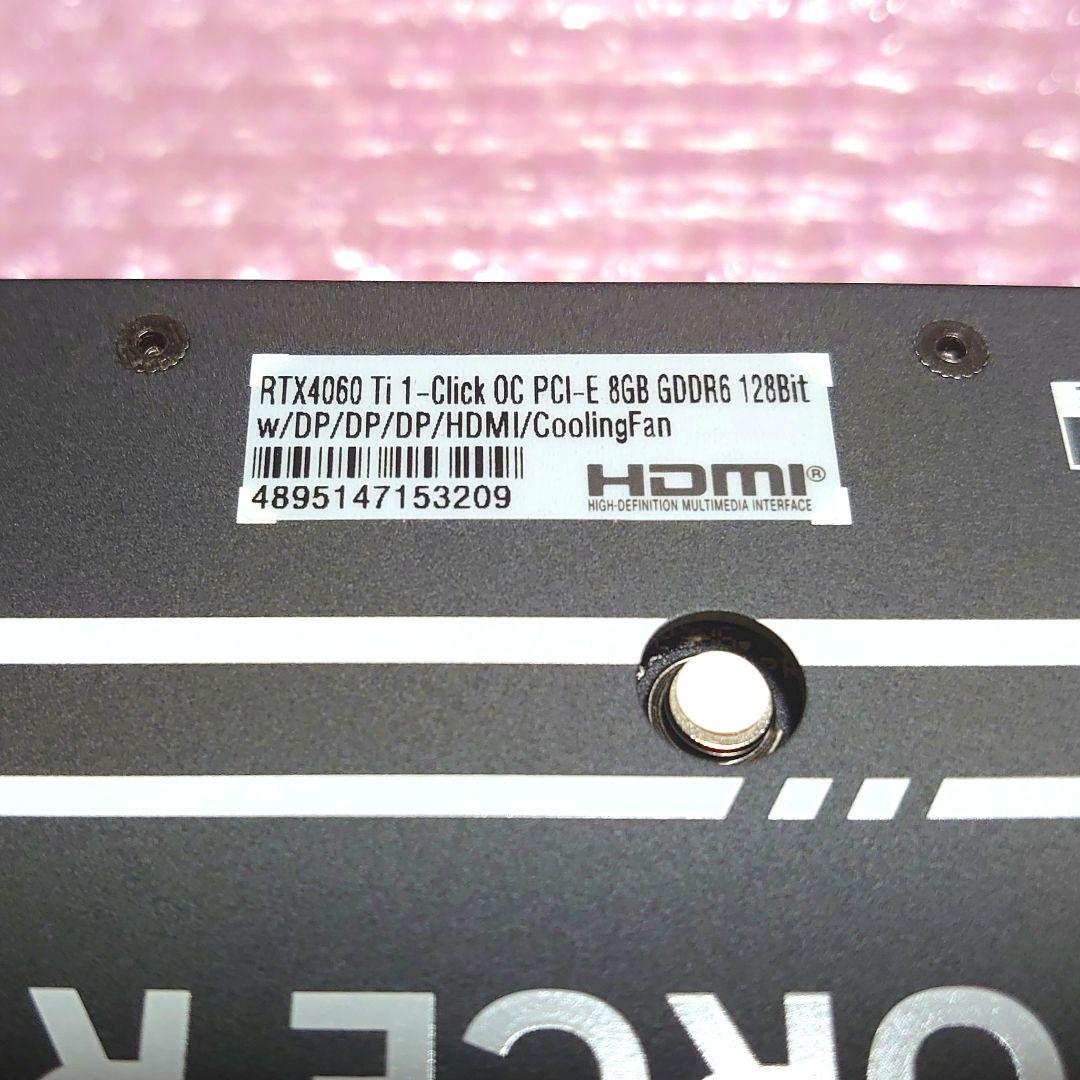 RTX4060 Ti 1-Click OC PCI-E 8GB GDDR6 128Bit
w/DP/DP/DP/HDMI/CoolingFan
4895147153209
HDMI®
HIGH-DEFINITION MULTIMEDIA INTERFACE